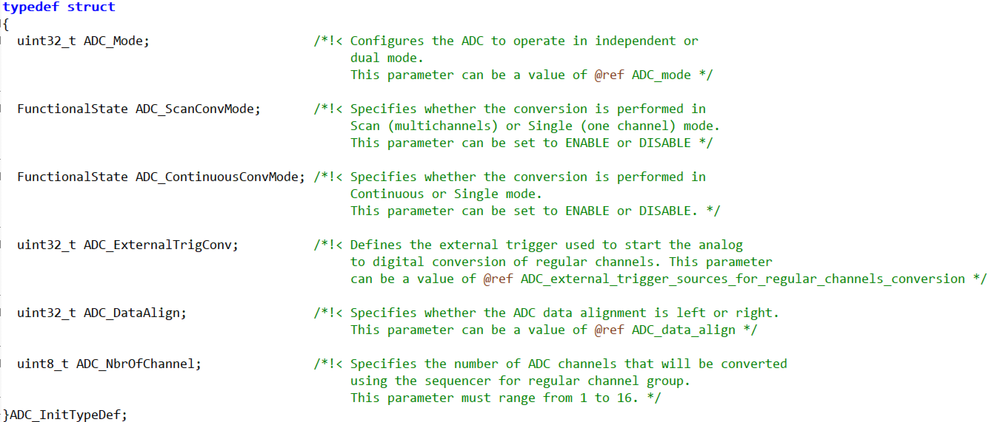 typedef struct
{
  uint32_t ADC_Mode;                      /*!< Configures the ADC to operate in independent or
                                               dual mode.
                                               This parameter can be a value of @ref ADC_mode */

  FunctionalState ADC_ScanConvMode;       /*!< Specifies whether the conversion is performed in
                                               Scan (multichannels) or Single (one channel) mode.
                                               This parameter can be set to ENABLE or DISABLE */

  FunctionalState ADC_ContinuousConvMode; /*!< Specifies whether the conversion is performed in
                                               Continuous or Single mode.
                                               This parameter can be set to ENABLE or DISABLE. */

  uint32_t ADC_ExternalTrigConv;          /*!< Defines the external trigger used to start the analog
                                               to digital conversion of regular channels. This parameter
                                               can be a value of @ref ADC_external_trigger_sources_for_regular_channels_conversion */

  uint32_t ADC_DataAlign;                 /*!< Specifies whether the ADC data alignment is left or right.
                                               This parameter can be a value of @ref ADC_data_align */

  uint8_t ADC_NbrOfChannel;               /*!< Specifies the number of ADC channels that will be converted
                                               using the sequencer for regular channel group.
                                               This parameter must range from 1 to 16. */
}ADC_InitTypeDef;